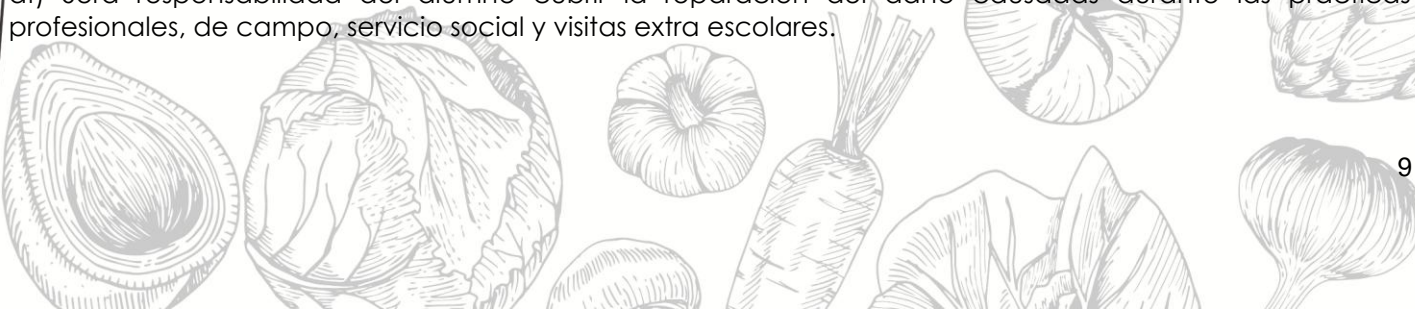 al) será responsabilidad del alumno cubrir la reparación del daño causadas durante las prácticas
profesionales, de campo, servicio social y visitas extra escolares.
9